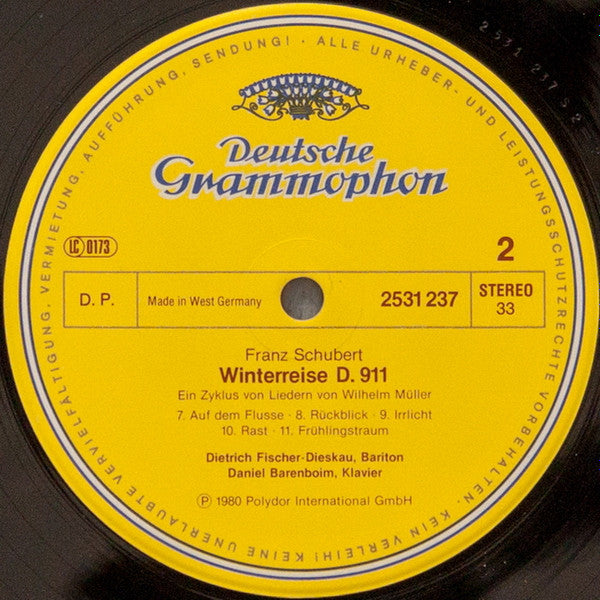 KEINE UNERLAUBTE VERVIELFÄLTIGUNG, VERMIETUNG, AUFFÜHRUNG, SENDUNG! · ALLE URHEBER- UND LEISTUNGSSCHUTZRECHTE VORBEHALTEN · KEIN VERLEIH!
2531 237 S 2
Deutsche
Grammophon
LC 0173
2
D. P.
Made in West Germany
2531 237
STEREO
33
Franz Schubert
Winterreise D. 911
Ein Zyklus von Liedern von Wilhelm Müller
7. Auf dem Flusse · 8. Rückblick · 9. Irrlicht
10. Rast · 11. Frühlingstraum
Dietrich Fischer-Dieskau, Bariton
Daniel Barenboim, Klavier
Ⓟ 1980 Polydor International GmbH